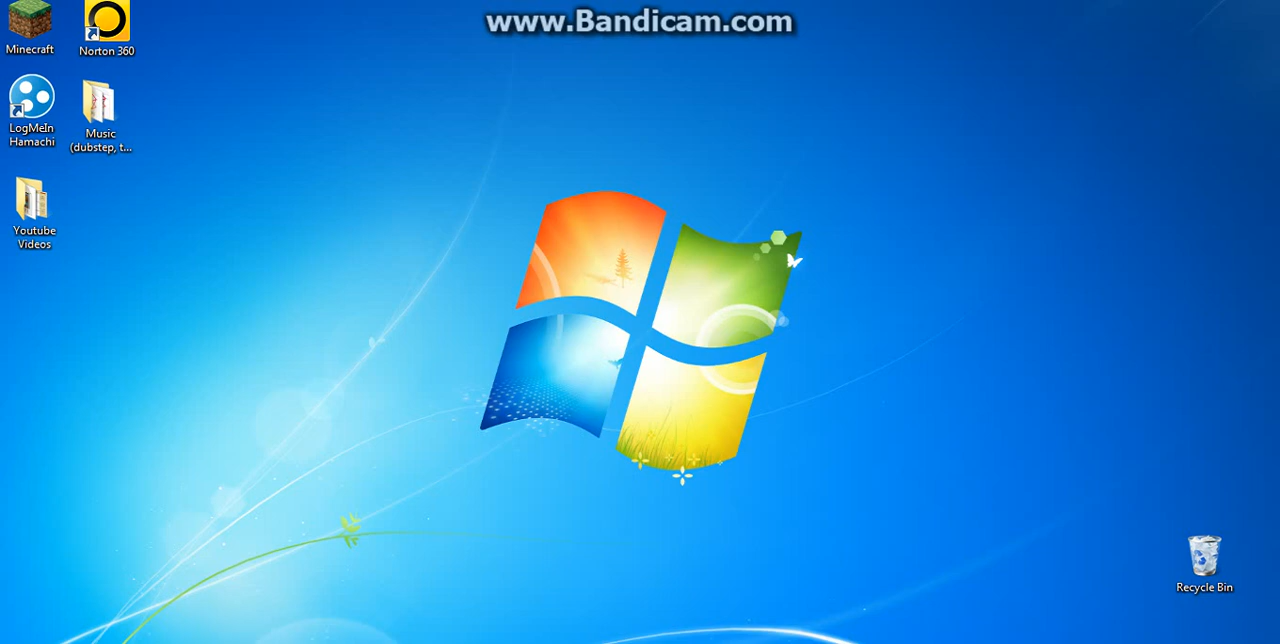 www.Bandicam.com
Minecraft
Norton 360
LogMeIn
Hamachi
Music
(dubstep, t...
Youtube
Videos
Recycle Bin